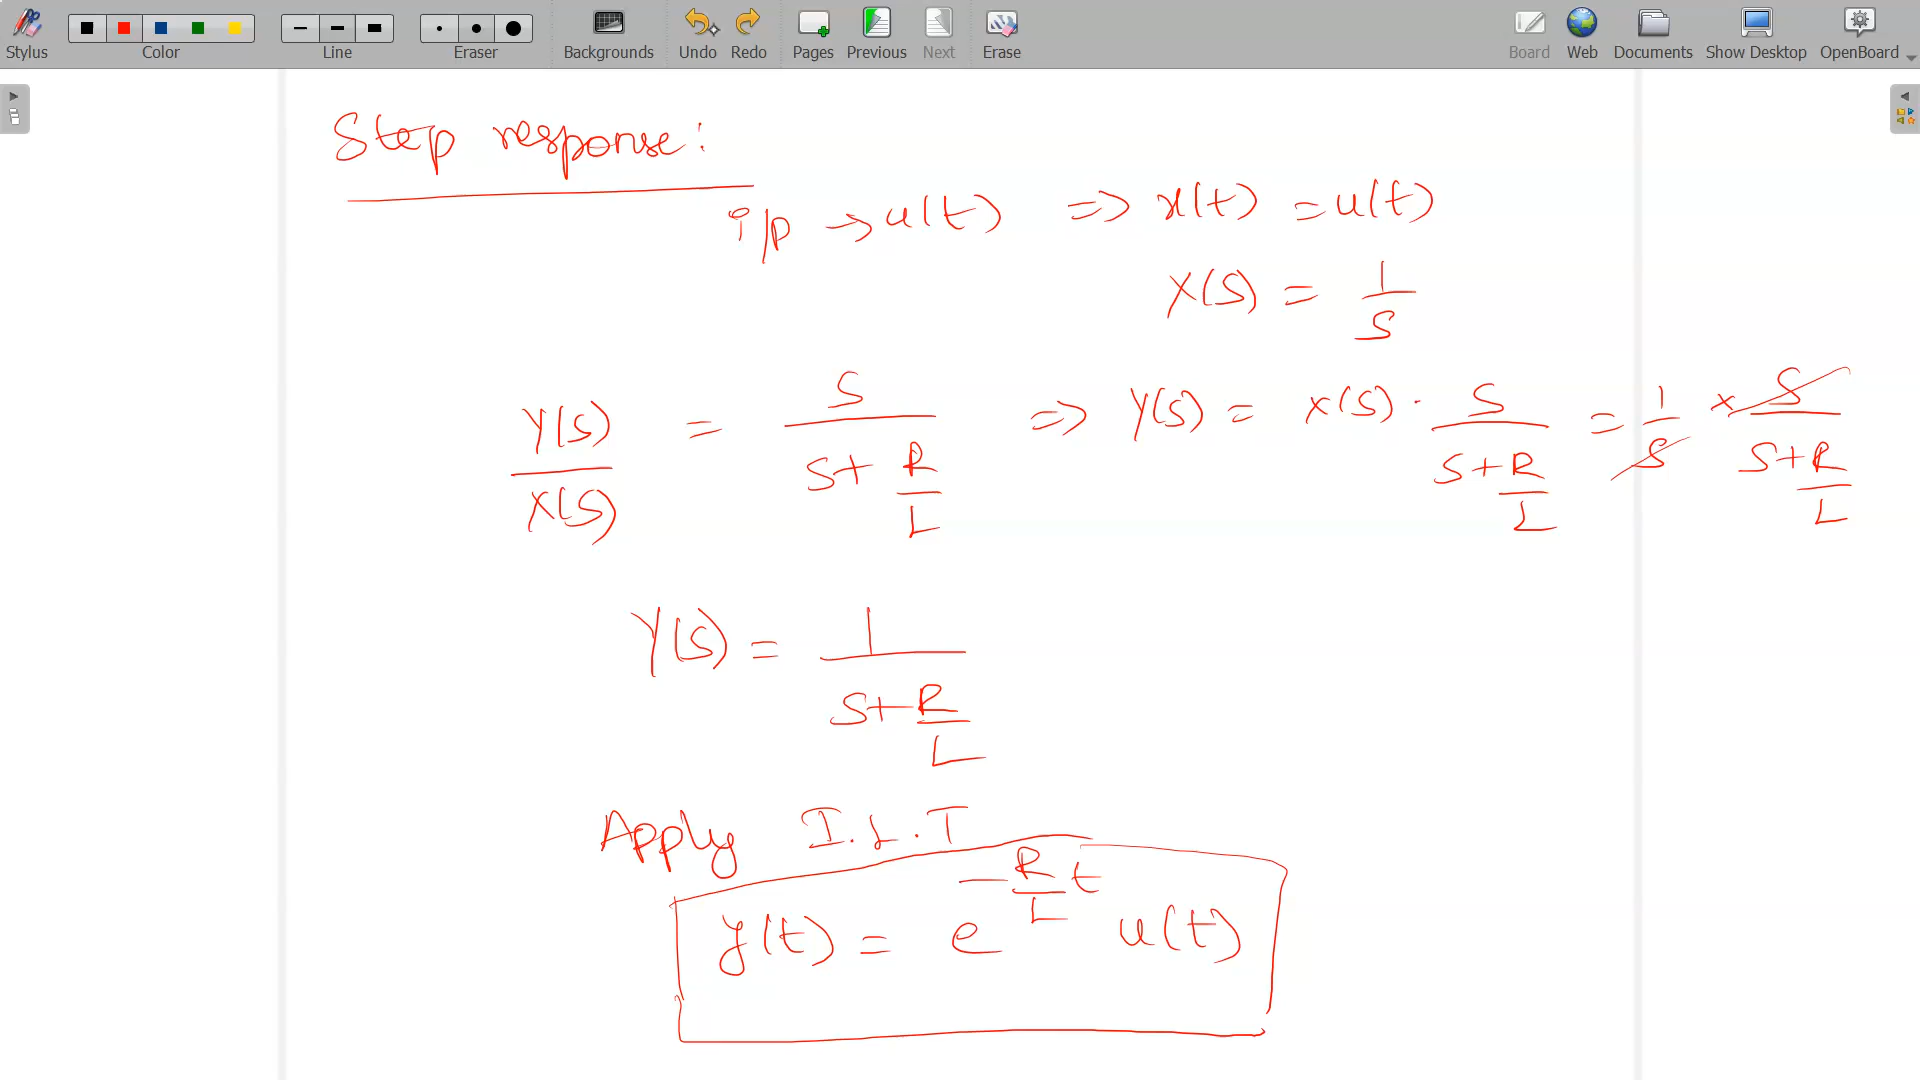 Stylus Color Line Eraser Backgrounds Undo Redo Pages Previous Next Erase Board Web Documents Show Desktop OpenBoard
Step response:
i/p → u(t) => x(t) = u(t)
X(S) = 1/S
Y(S)/X(S) = S/(S+R/L) => Y(S) = X(S) · S/(S+R/L) = 1/S × S/(S+R/L)
Y(S) = 1/(S+R/L)
Apply I.L.T
y(t) = e^(-R/L t) u(t)